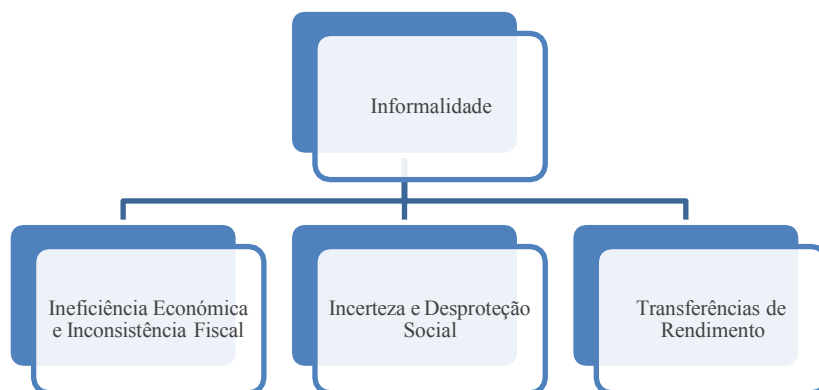 Informalidade
Ineficiência Económica
e Inconsistência Fiscal
Incerteza e Desproteção
Social
Transferências de
Rendimento